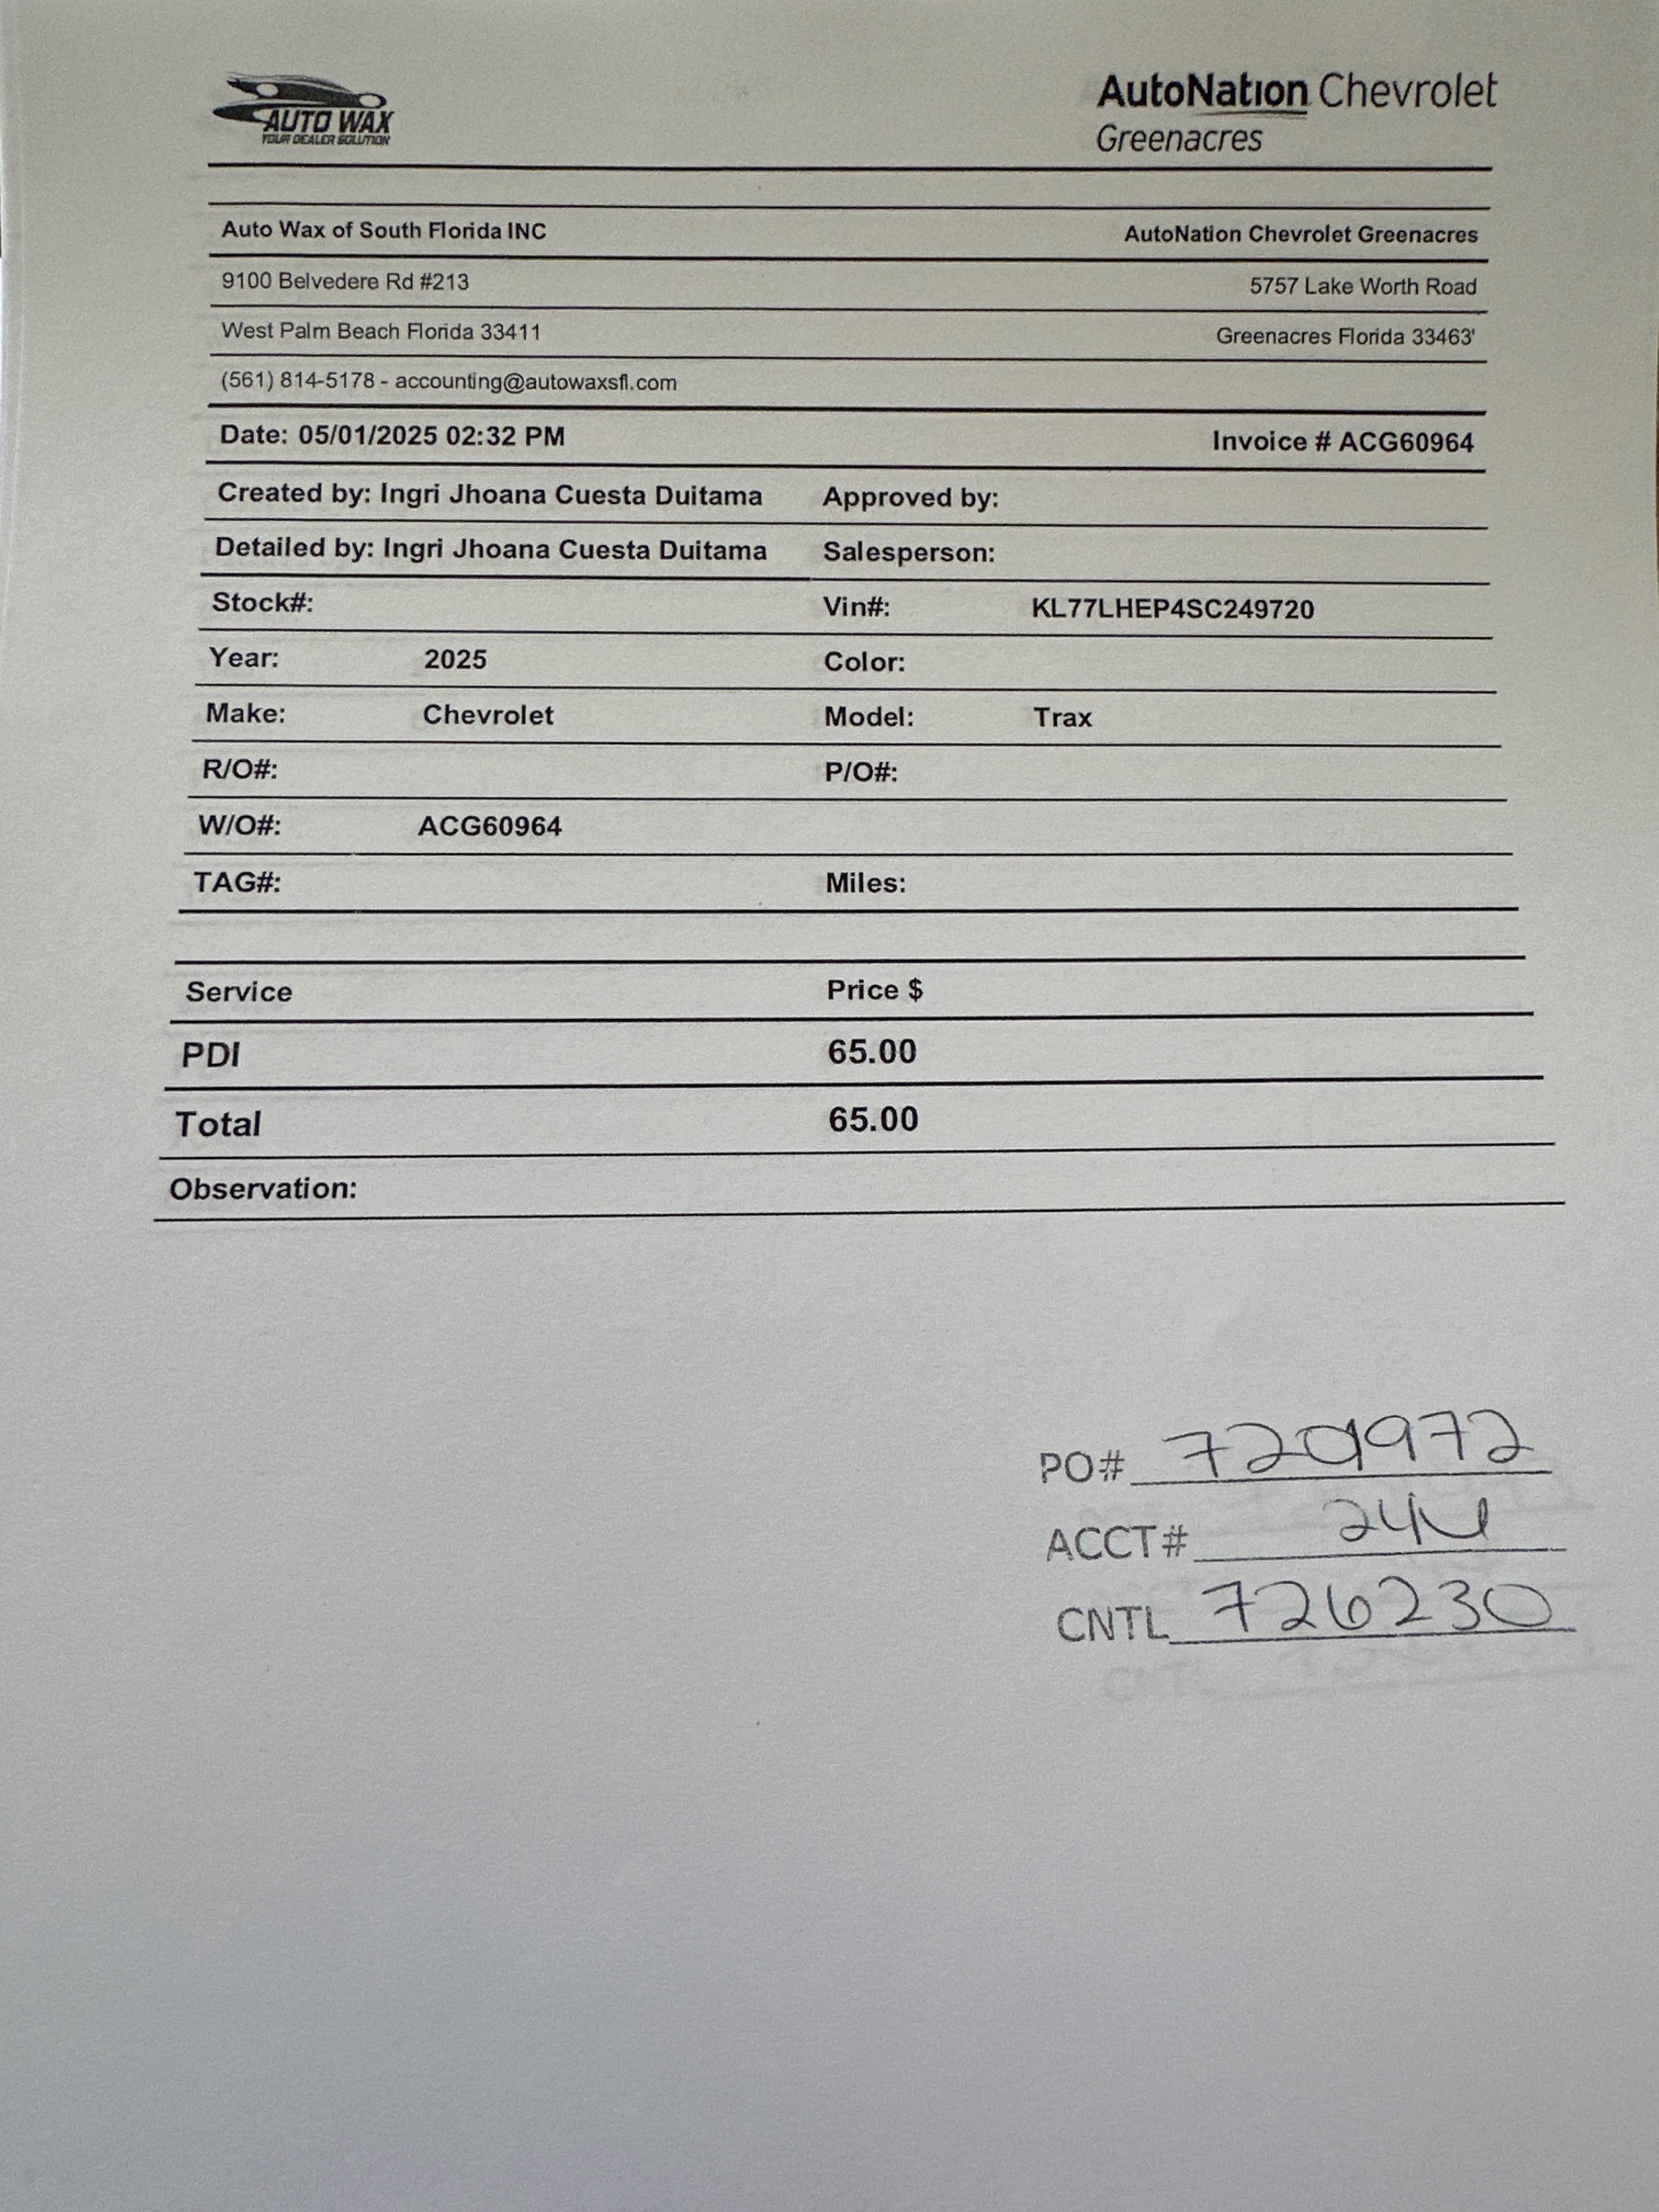 AUTO WAX
YOUR DEALER SOLUTION
AutoNation Chevrolet
Greenacres
Auto Wax of South Florida INC AutoNation Chevrolet Greenacres
9100 Belvedere Rd #213 5757 Lake Worth Road
West Palm Beach Florida 33411 Greenacres Florida 33463'
(561) 814-5178 - accounting@autowaxsfl.com
Date: 05/01/2025 02:32 PM Invoice # ACG60964
Created by: Ingri Jhoana Cuesta Duitama Approved by:
Detailed by: Ingri Jhoana Cuesta Duitama Salesperson:
Stock#: Vin#: KL77LHEP4SC249720
Year: 2025 Color:
Make: Chevrolet Model: Trax
R/O#: P/O#:
W/O#: ACG60964
TAG#: Miles:
Service Price $
PDI 65.00
Total 65.00
Observation:
PO#
ACCT#
CNTL 726230